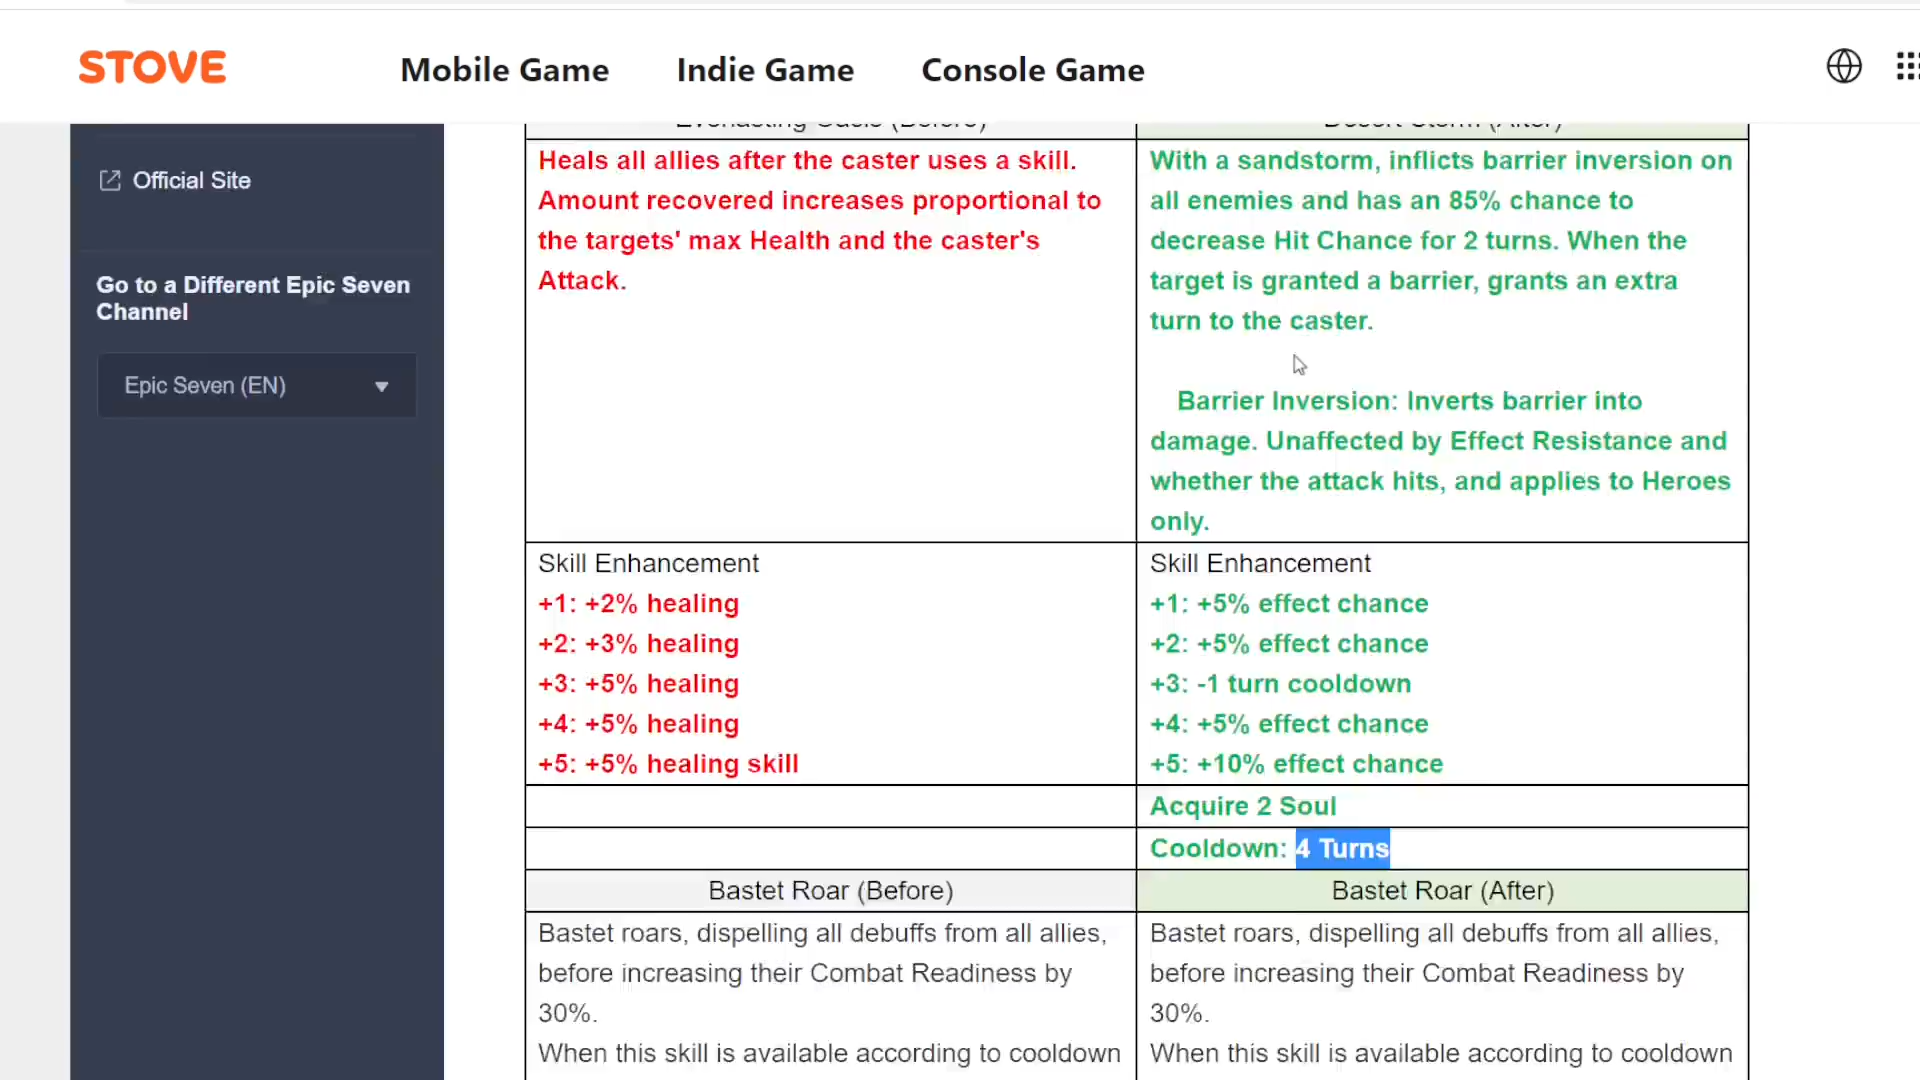 STOVE
Mobile Game
Indie Game
Console Game
Official Site
Go to a Different Epic Seven
Channel
Epic Seven (EN)
Everlasting Oasis (Before)
Desert Storm (After)
Heals all allies after the caster uses a skill.
Amount recovered increases proportional to
the targets' max Health and the caster's
Attack.
With a sandstorm, inflicts barrier inversion on
all enemies and has an 85% chance to
decrease Hit Chance for 2 turns. When the
target is granted a barrier, grants an extra
turn to the caster.
Barrier Inversion: Inverts barrier into
damage. Unaffected by Effect Resistance and
whether the attack hits, and applies to Heroes
only.
Skill Enhancement
+1: +2% healing
+2: +3% healing
+3: +5% healing
+4: +5% healing
+5: +5% healing skill
Skill Enhancement
+1: +5% effect chance
+2: +5% effect chance
+3: -1 turn cooldown
+4: +5% effect chance
+5: +10% effect chance
Acquire 2 Soul
Cooldown: 4 Turns
Bastet Roar (Before)
Bastet Roar (After)
Bastet roars, dispelling all debuffs from all allies,
before increasing their Combat Readiness by
30%.
When this skill is available according to cooldown
Bastet roars, dispelling all debuffs from all allies,
before increasing their Combat Readiness by
30%.
When this skill is available according to cooldown